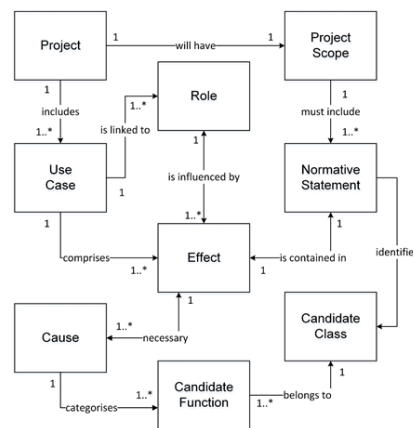 Project
1
will have
1
Project
Scope
1
includes
1..*
Role
1..*
is linked to
1
1
must include
1..*
Use
Case
1
is influenced by
1..*
Normative
Statement
1
comprises
1..*
Effect
1
is contained in
1
identifie
Cause
1..*
necessary
1
Candidate
Class
1
categorises
1..*
Candidate
Function
1..*
belongs to
1